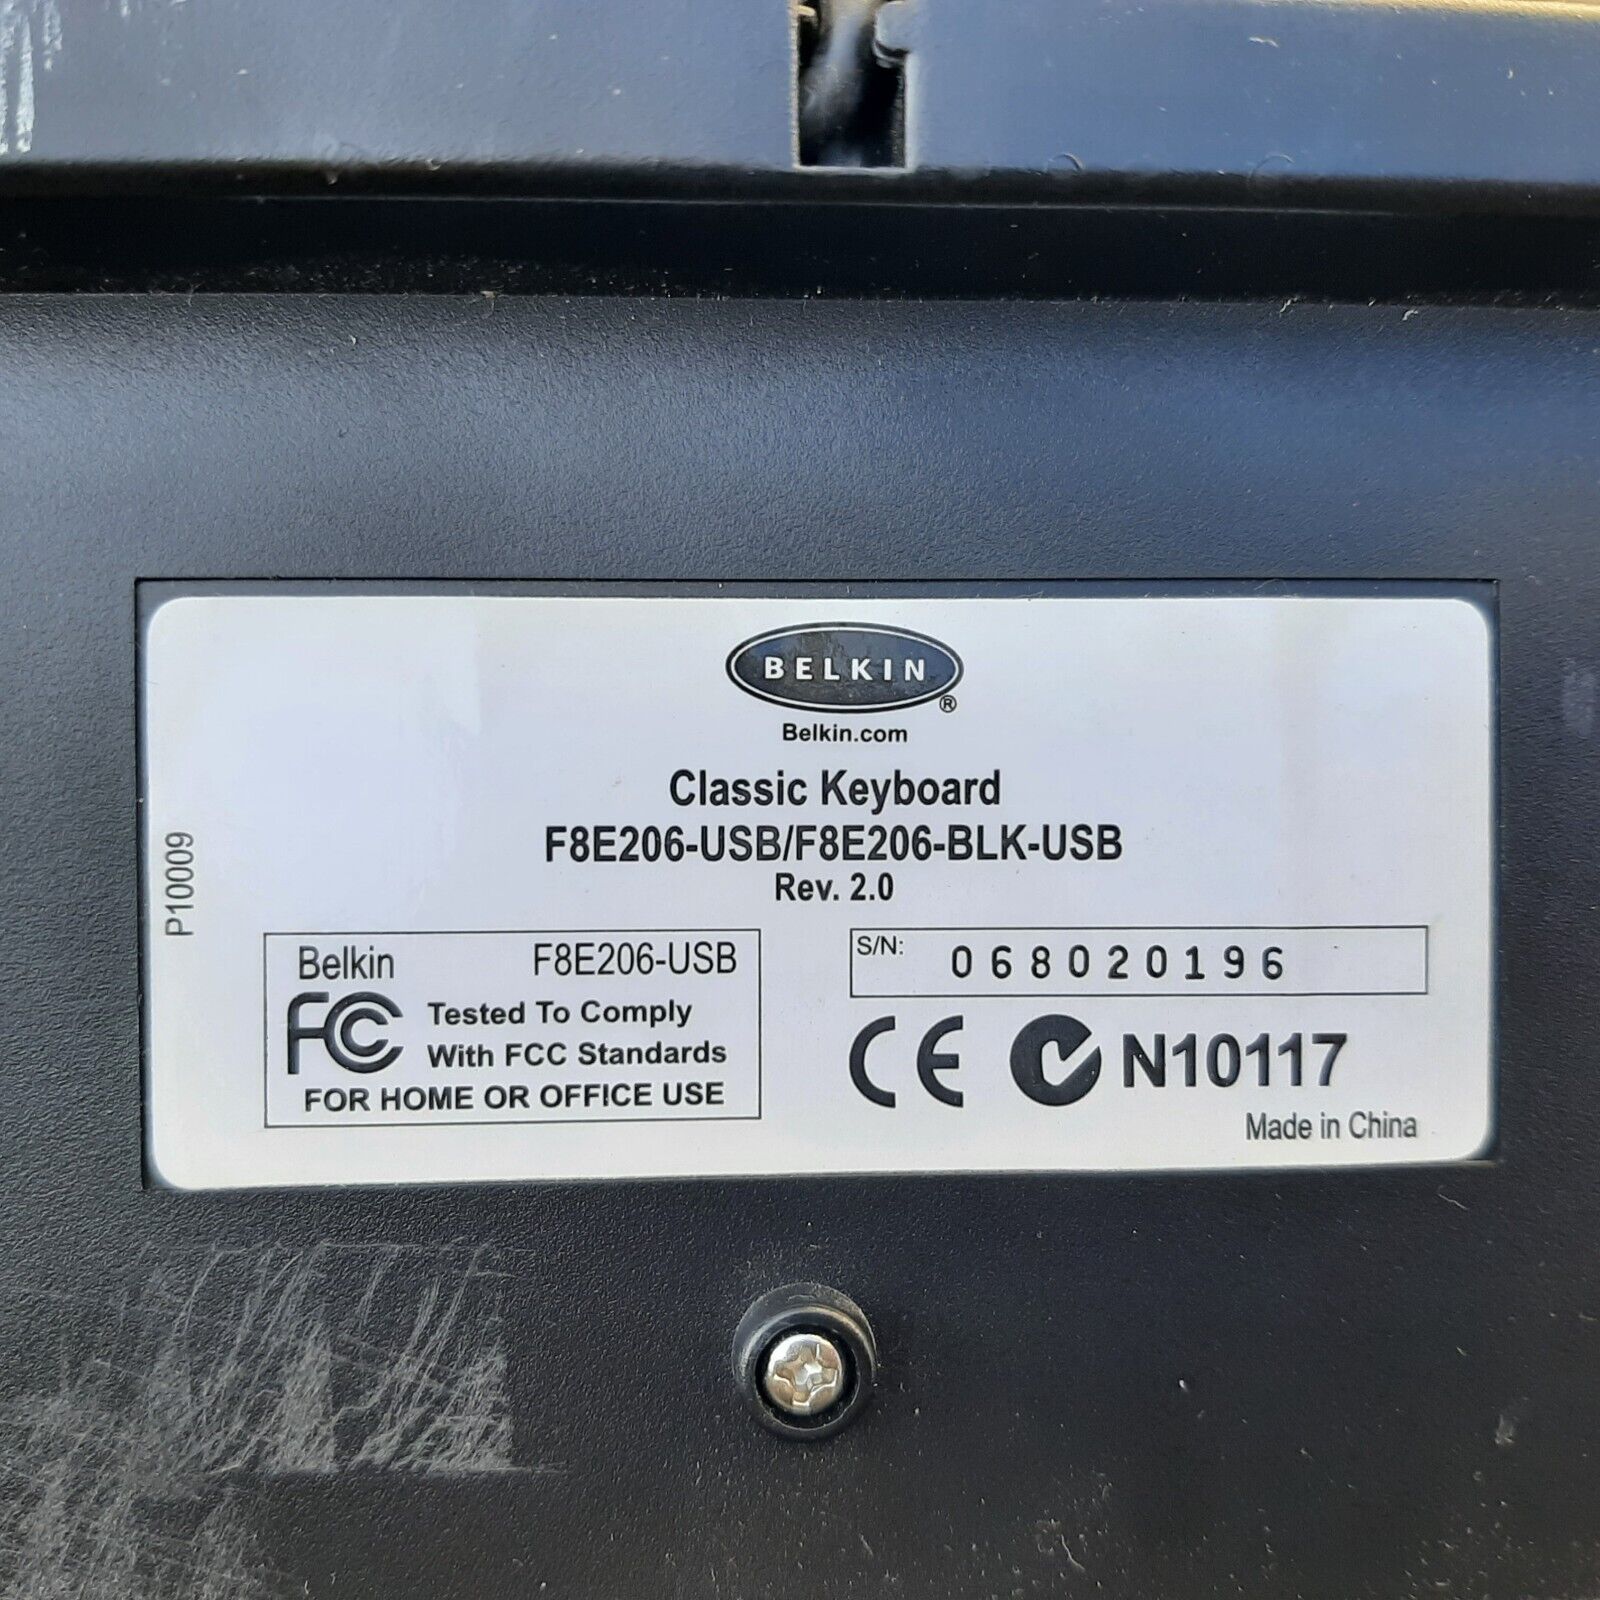 BELKIN
®
Belkin.com
Classic Keyboard
F8E206-USB/F8E206-BLK-USB
Rev. 2.0
P10009
Belkin F8E206-USB
FC Tested To Comply
With FCC Standards
FOR HOME OR OFFICE USE
S/N: 068020196
CE N10117
Made in China